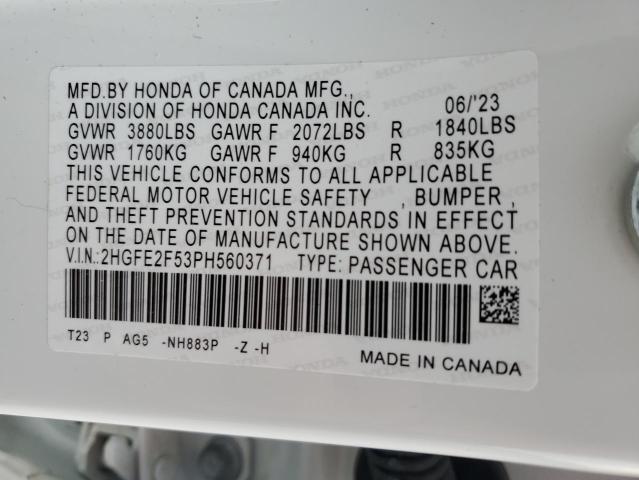 MFD.BY HONDA OF CANADA MFG.,
A DIVISION OF HONDA CANADA INC. 06/'23
GVWR 3880LBS GAWR F 2072LBS R 1840LBS
GVWR 1760KG GAWR F 940KG R 835KG
THIS VEHICLE CONFORMS TO ALL APPLICABLE
FEDERAL MOTOR VEHICLE SAFETY , BUMPER ,
AND THEFT PREVENTION STANDARDS IN EFFECT
ON THE DATE OF MANUFACTURE SHOWN ABOVE.
V.I.N.: 2HGFE2F53PH560371 TYPE: PASSENGER CAR
T23 P AG5 -NH883P -Z -H
MADE IN CANADA